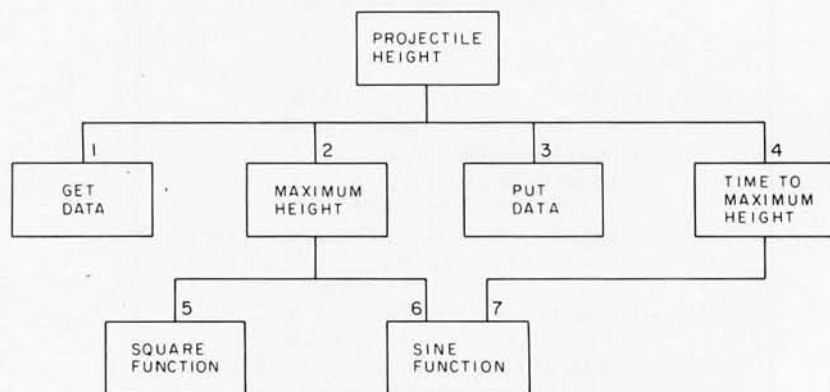 PROJECTILE
HEIGHT
1
2
3
4
GET
DATA
MAXIMUM
HEIGHT
PUT
DATA
TIME TO
MAXIMUM
HEIGHT
5
6
7
SQUARE
FUNCTION
SINE
FUNCTION